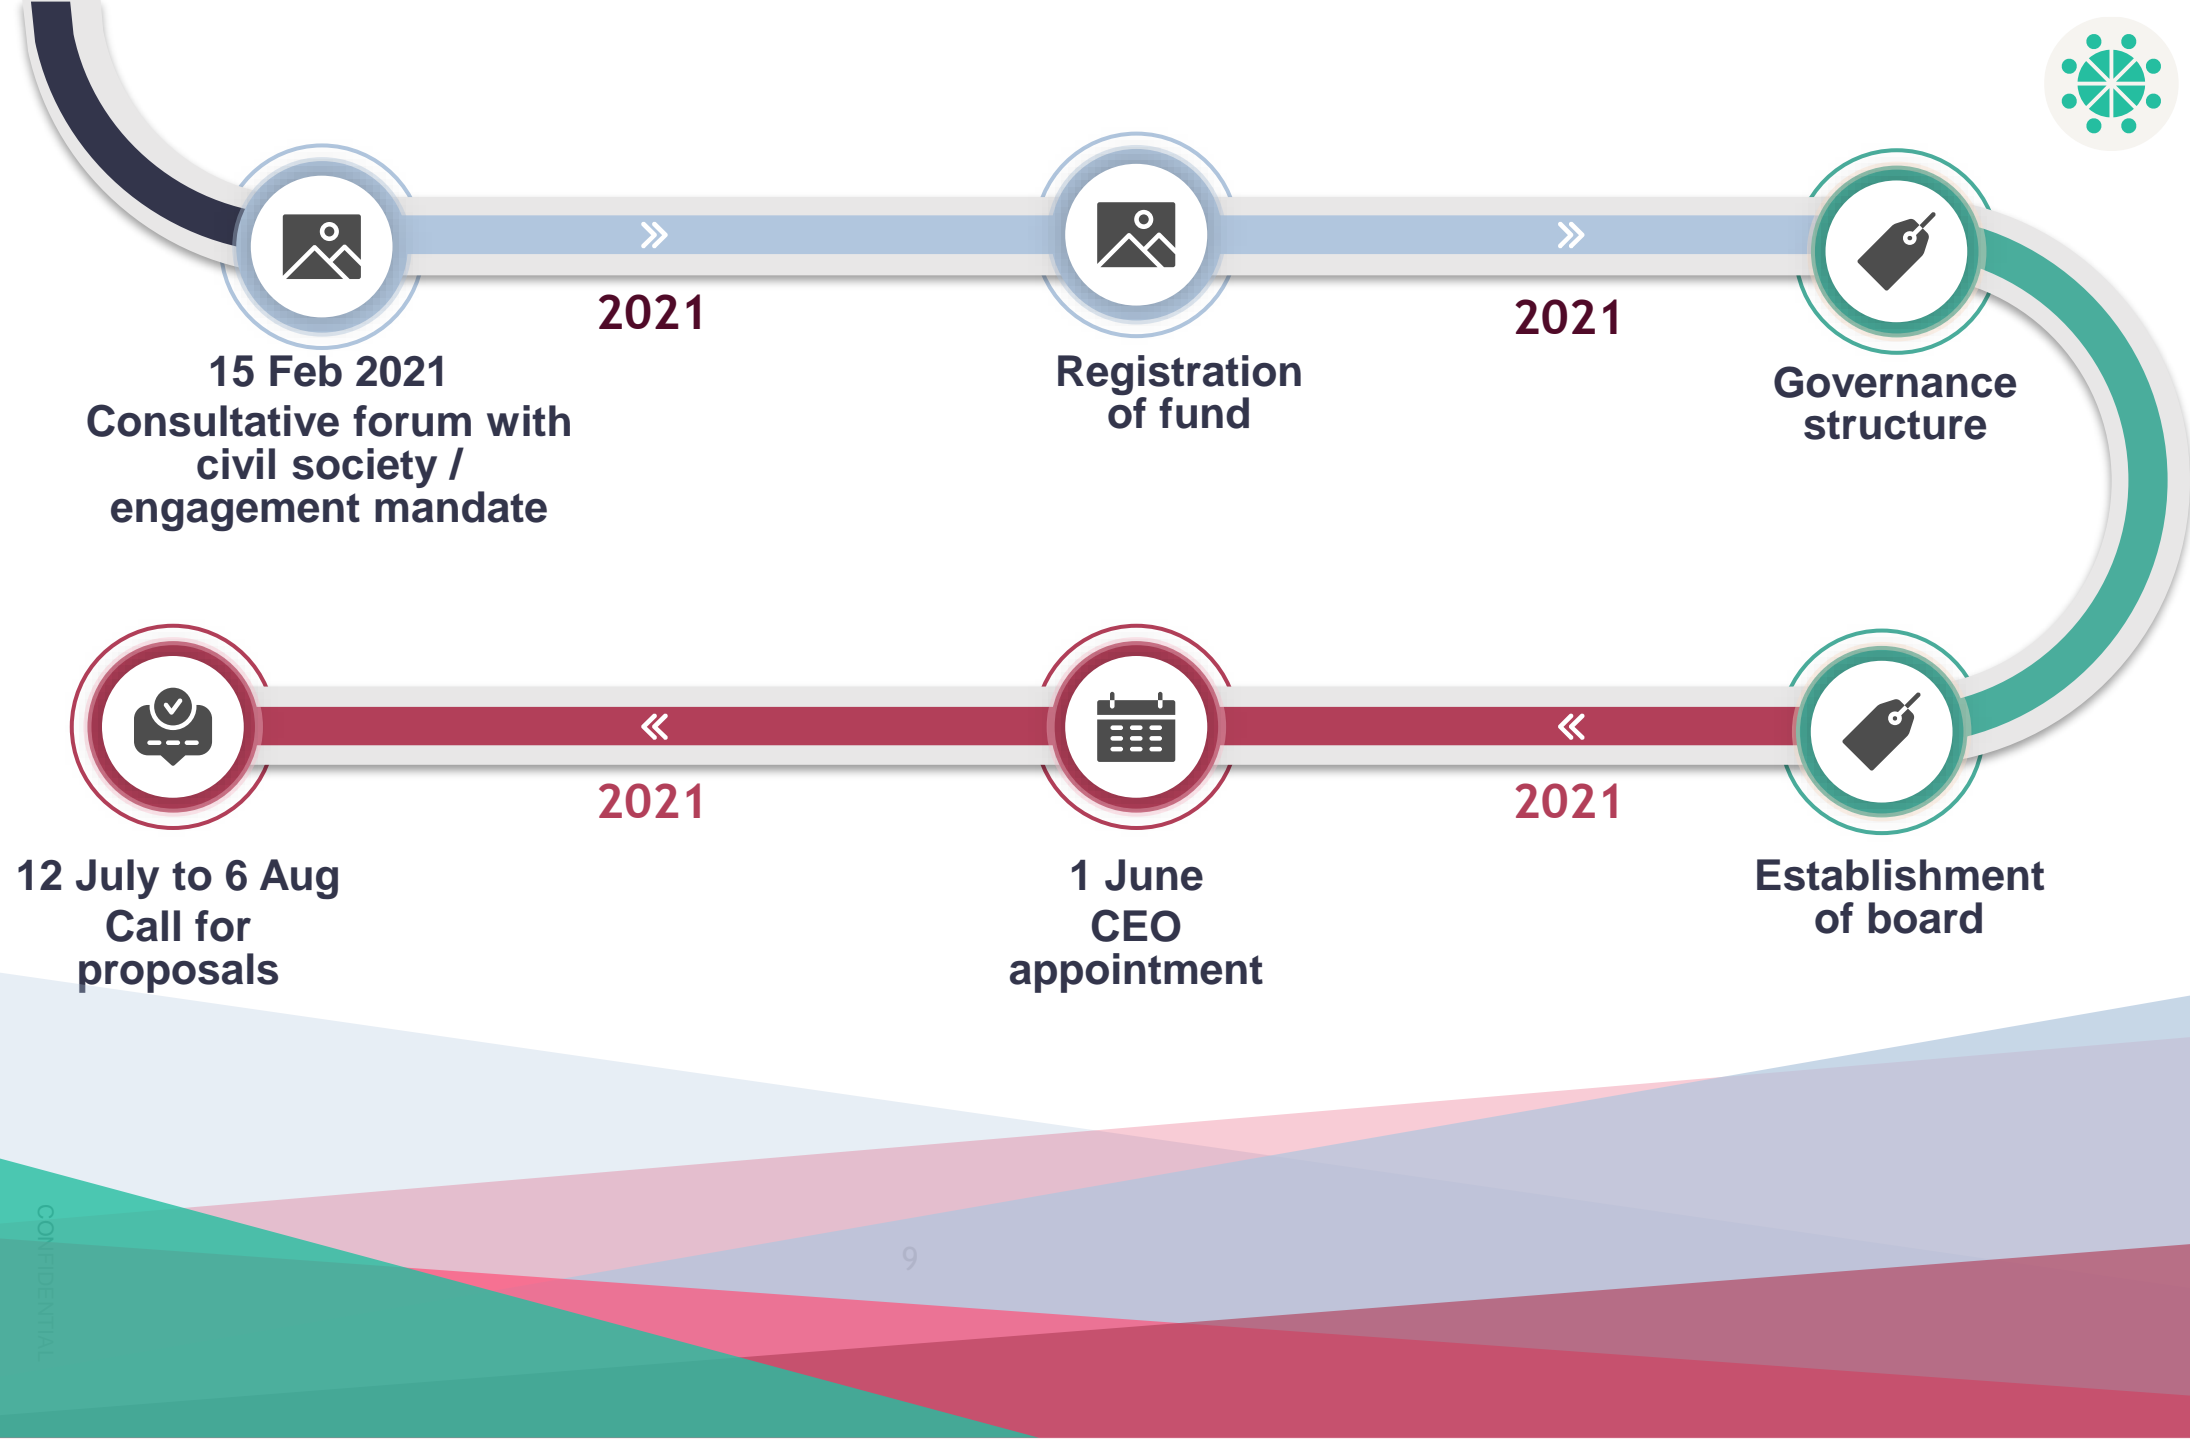 2021
2021
15 Feb 2021
Consultative forum with
civil society /
engagement mandate
Registration
of fund
Governance
structure
2021
2021
12 July to 6 Aug
Call for
proposals
1 June
CEO
appointment
Establishment
of board
CONFIDENTIAL
9